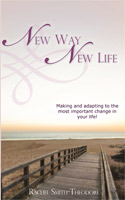 New Way
New Life
Making and adapting to the
most important change in
your life!
Rachel Smith-Theodore